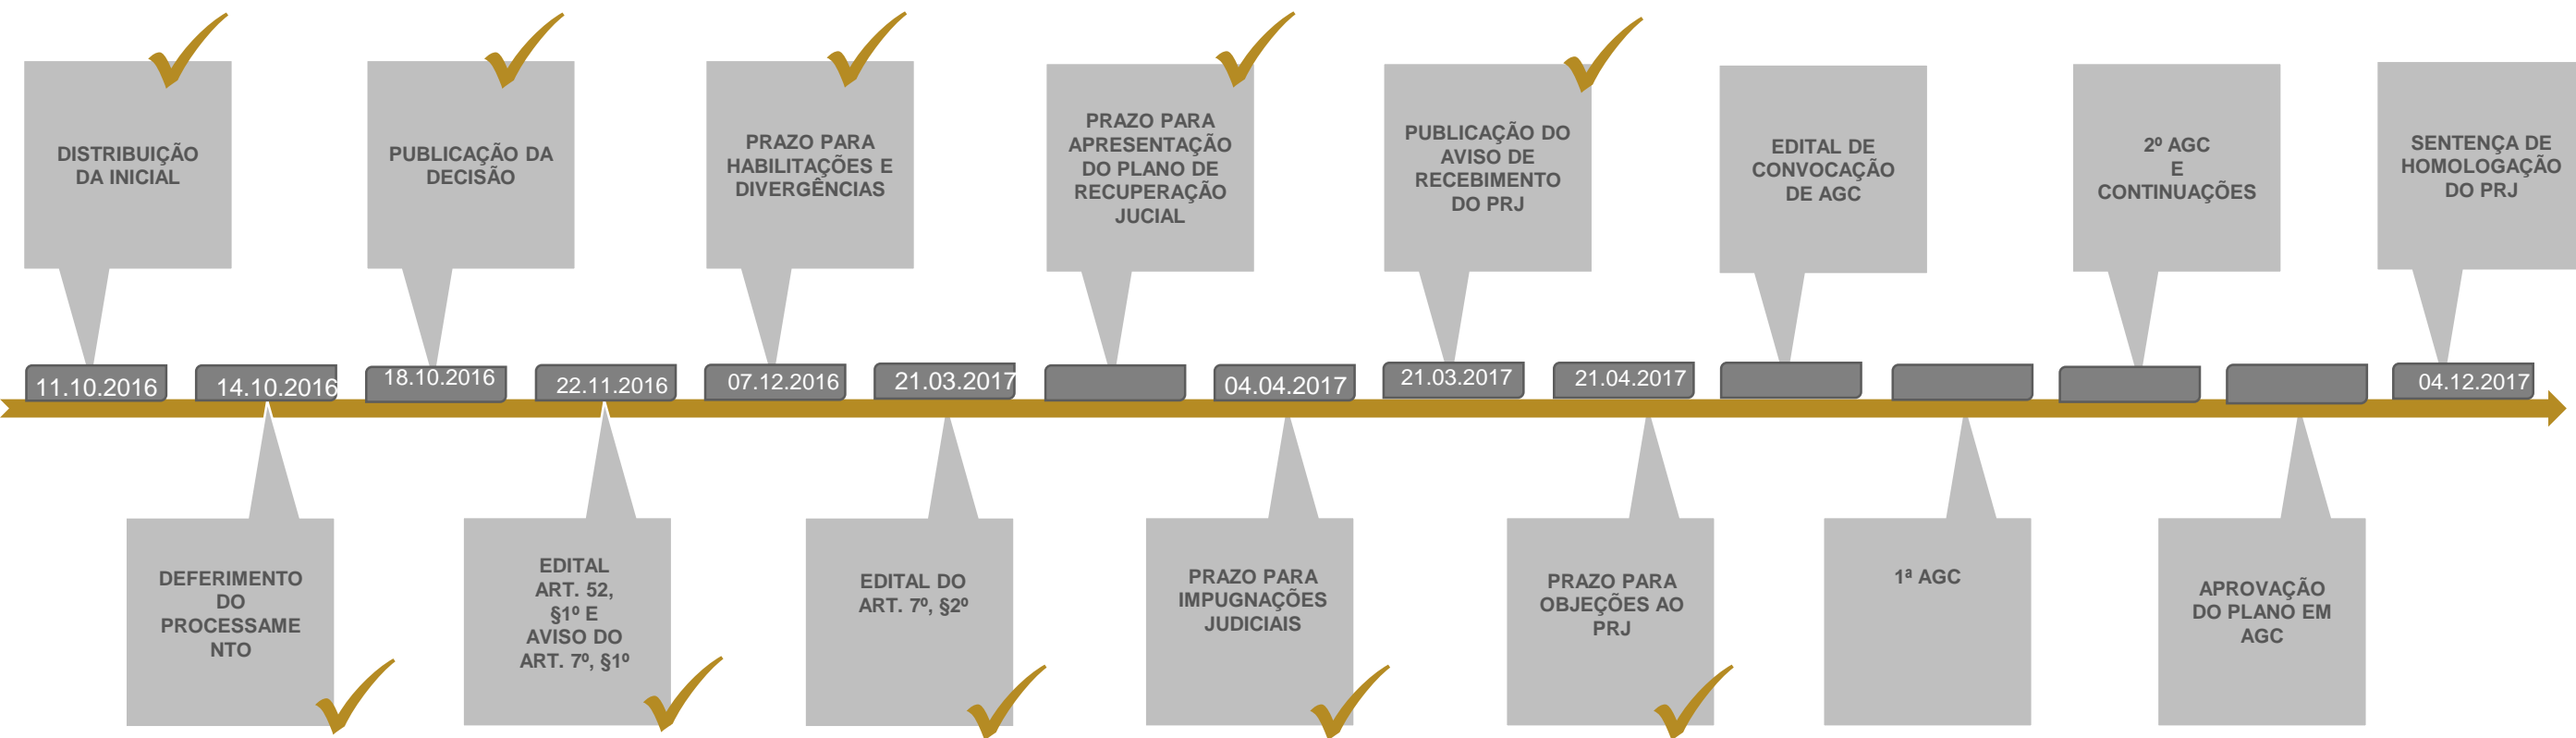 DISTRIBUIÇÃO
DA INICIAL
PUBLICAÇÃO DA
DECISÃO
PRAZO PARA
HABILITAÇÕES E
DIVERGÊNCIAS
PRAZO PARA
APRESENTAÇÃO
DO PLANO DE
RECUPERAÇÃO
JUCIAL
PUBLICAÇÃO DO
AVISO DE
RECEBIMENTO
DO PRJ
EDITAL DE
CONVOCAÇÃO
DE AGC
2º AGC
E
CONTINUAÇÕES
SENTENÇA DE
HOMOLOGAÇÃO
DO PRJ
11.10.2016
14.10.2016
18.10.2016
22.11.2016
07.12.2016
21.03.2017
04.04.2017
21.03.2017
21.04.2017
04.12.2017
DEFERIMENTO
DO
PROCESSAME
NTO
EDITAL
ART. 52,
§1º E
AVISO DO
ART. 7º, §1º
EDITAL DO
ART. 7º, §2º
PRAZO PARA
IMPUGNAÇÕES
JUDICIAIS
PRAZO PARA
OBJEÇÕES AO
PRJ
1ª AGC
APROVAÇÃO
DO PLANO EM
AGC